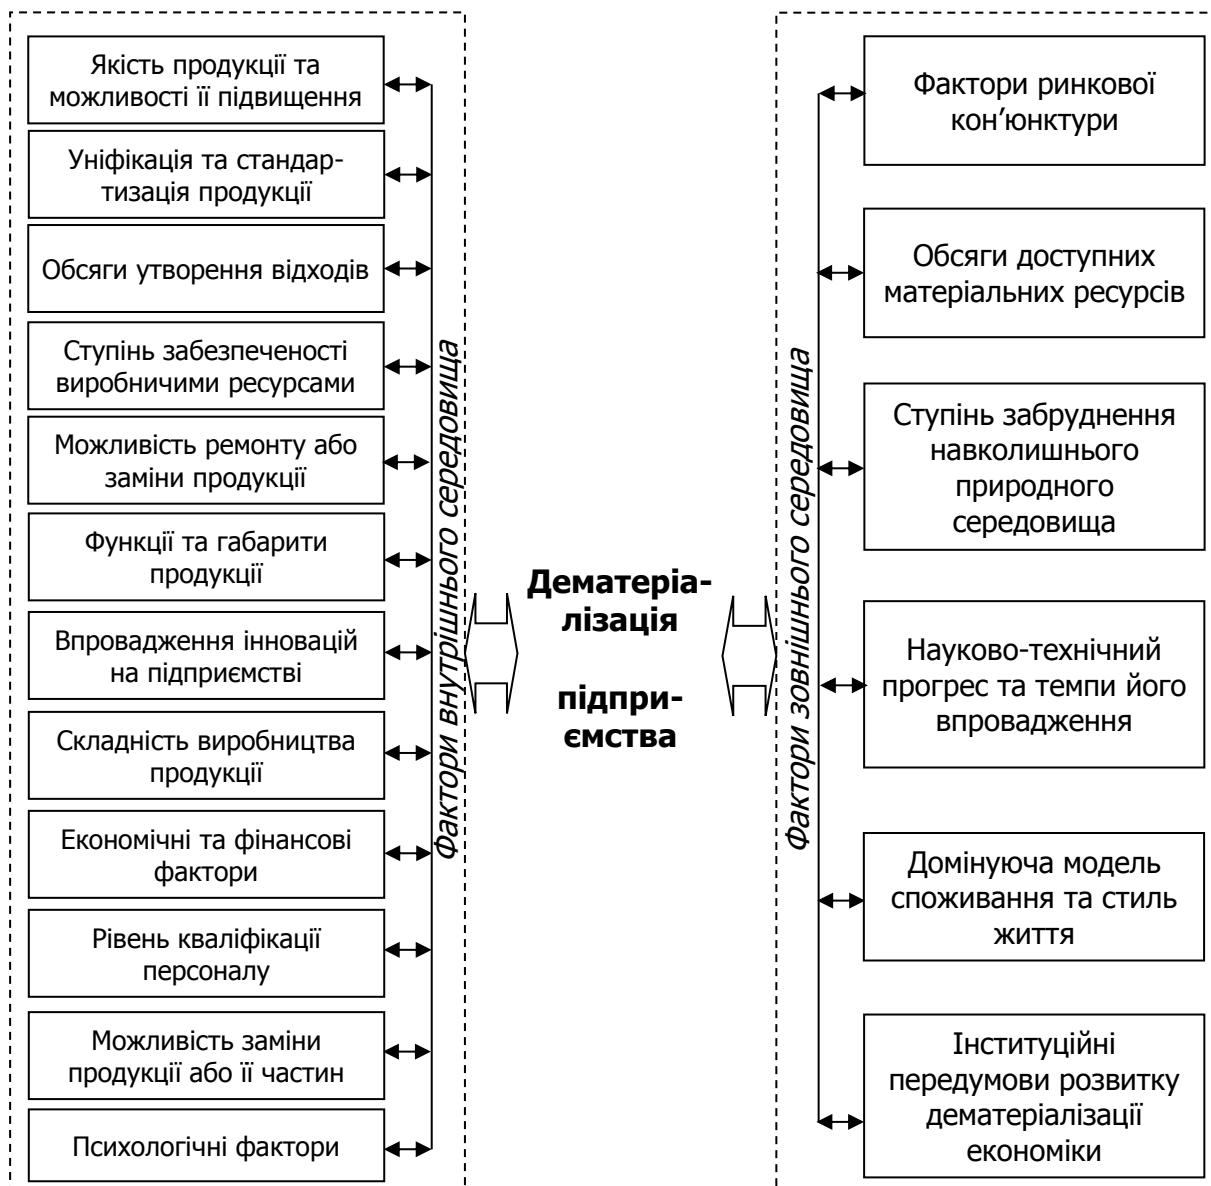 Якість продукції та
можливості її підвищення
Уніфікація та стандар-
тизація продукції
Обсяги утворення відходів
Ступінь забезпеченості
виробничими ресурсами
Можливість ремонту або
заміни продукції
Функції та габарити
продукції
Впровадження інновацій
на підприємстві
Складність виробництва
продукції
Економічні та фінансові
фактори
Рівень кваліфікації
персоналу
Можливість заміни
продукції або її частин
Психологічні фактори
Фактори внутрішнього середовища
Дематеріа-
лізація
підпри-
ємства
Фактори зовнішнього середовища
Фактори ринкової
кон’юнктури
Обсяги доступних
матеріальних ресурсів
Ступінь забруднення
навколишнього
природного
середовища
Науково-технічний
прогрес та темпи його
впровадження
Домінуюча модель
споживання та стиль
життя
Інституційні
передумови розвитку
дематеріалізації
економіки